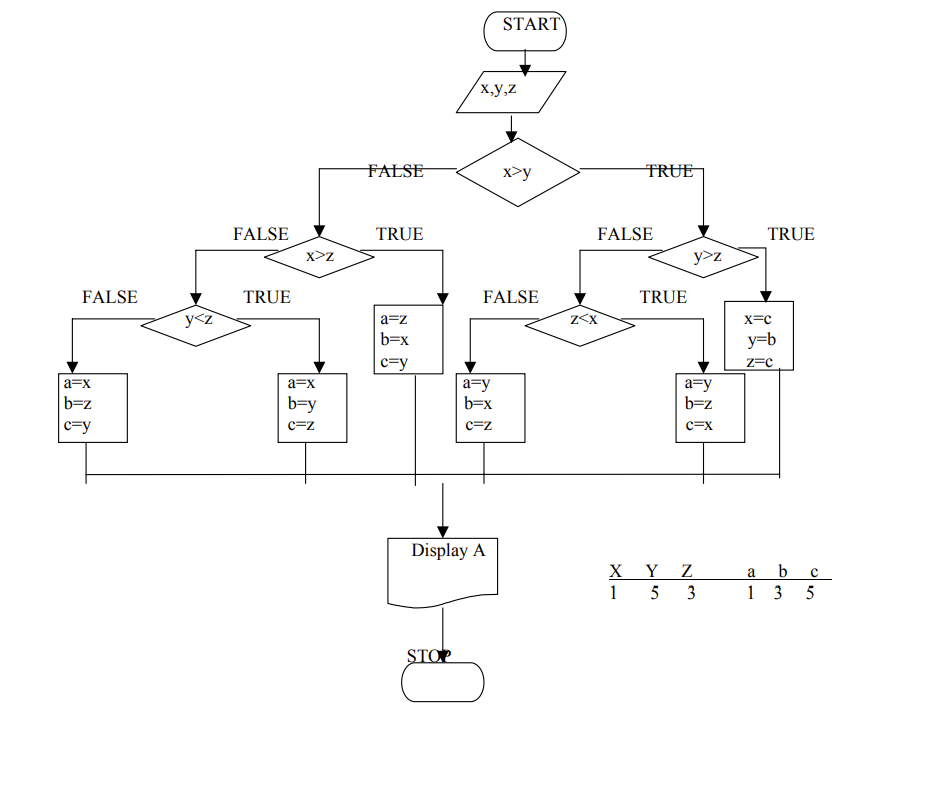 START
x,y,z
FALSE
x>y
TRUE
FALSE
TRUE
FALSE
TRUE
x>z
y>z
FALSE
TRUE
FALSE
TRUE
y<z
z<x
a=z
b=x
c=y
x=c
y=b
z=c
a=x
b=z
c=y
a=x
b=y
c=z
a=y
b=x
c=z
a=y
b=z
c=x
Display A
X Y Z a b c
1 5 3 1 3 5
STOP